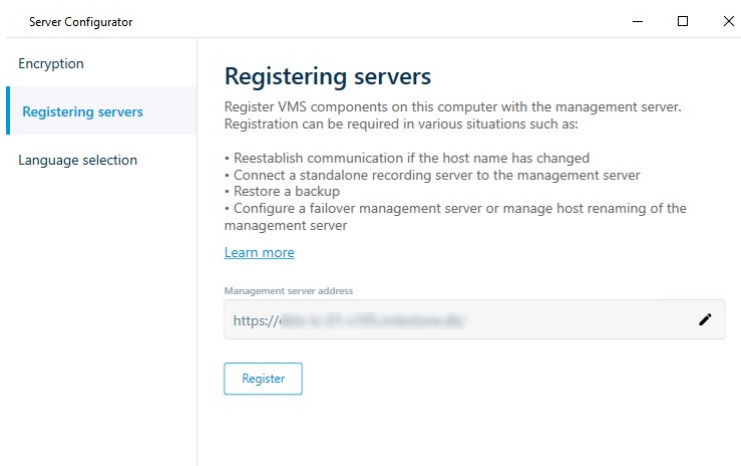 Server Configurator
Encryption
Registering servers
Language selection
Registering servers
Register VMS components on this computer with the management server.
Registration can be required in various situations such as:
• Reestablish communication if the host name has changed
• Connect a standalone recording server to the management server
• Restore a backup
• Configure a failover management server or manage host renaming of the
management server
Learn more
Management server address
https://
Register